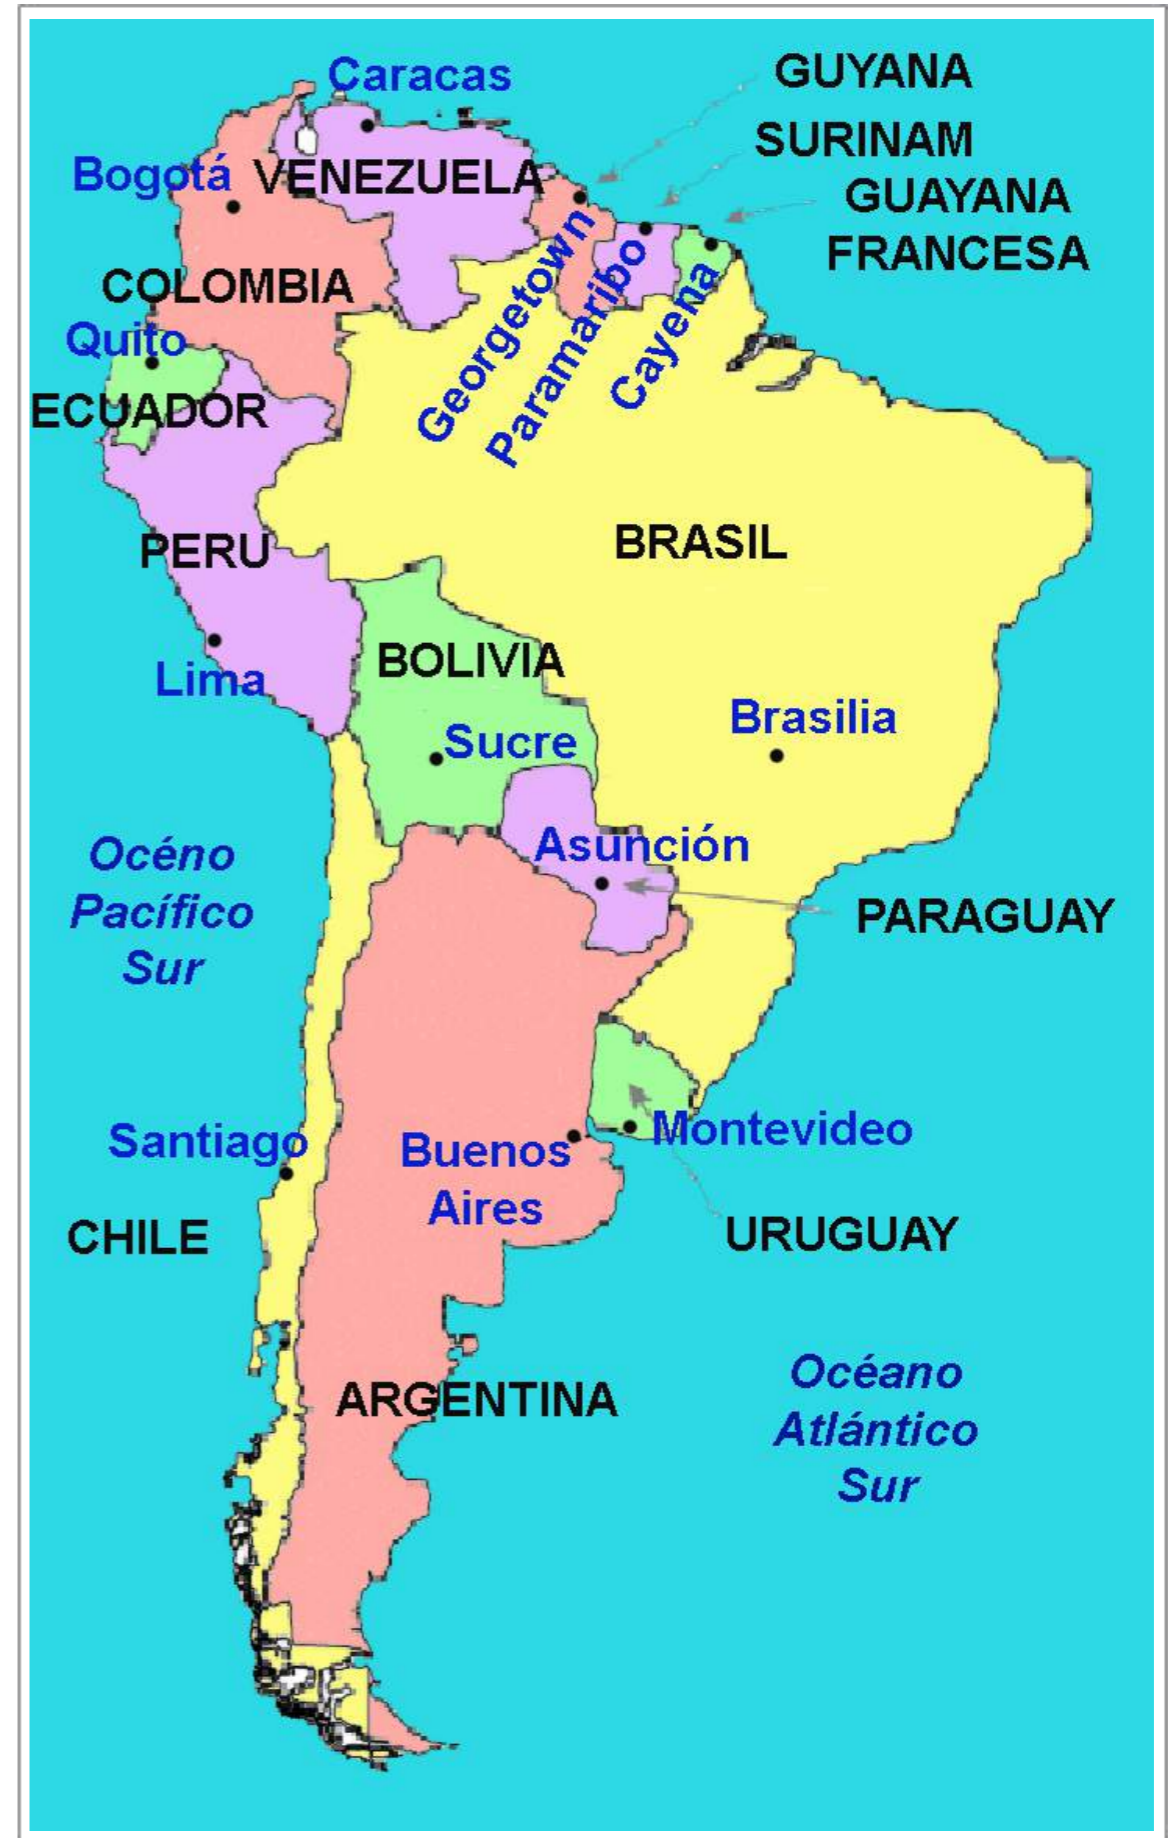 Caracas
GUYANA
SURINAM
Bogotá
VENEZUELA
GUAYANA
FRANCESA
COLOMBIA
Georgetown
Paramaribo
Cayena
Quito
ECUADOR
PERU
BRASIL
Lima
BOLIVIA
Sucre
Brasilia
Océno
Pacífico
Sur
Asunción
PARAGUAY
Santiago
Buenos
Aires
Montevideo
CHILE
URUGUAY
ARGENTINA
Océano
Atlántico
Sur